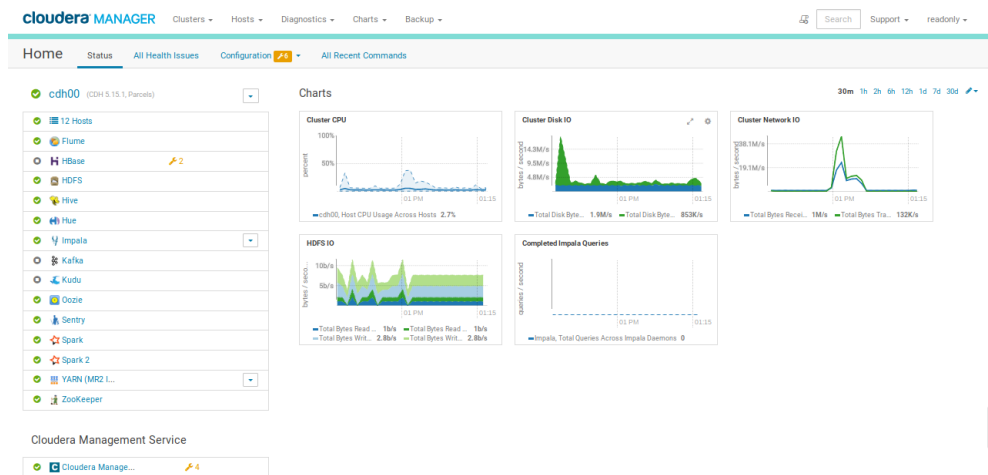 cloudera MANAGER Clusters Hosts Diagnostics Charts Backup Search Support readonly
Home Status All Health Issues Configuration 6 All Recent Commands
cdh00 (CDH 5.15.1, Parcels)
12 Hosts
Flume
HBase 2
HDFS
Hive
Hue
Impala
Kafka
Kudu
Oozie
Sentry
Spark
Spark 2
YARN (MR2 I...
ZooKeeper
Cloudera Management Service
Cloudera Manage... 4
Charts 30m 1h 2h 6h 12h 1d 7d 30d
Cluster CPU
percent
100%
50%
01 PM 01:15
cdh00, Host CPU Usage Across Hosts 2.7%
Cluster Disk IO
bytes / second
14.3M/s
9.5M/s
4.8M/s
01 PM 01:15
Total Disk Byte... 1.9M/s Total Disk Byte... 853K/s
Cluster Network IO
bytes / second
38.1M/s
19.1M/s
01 PM 01:15
Total Bytes Recei... 1M/s Total Bytes Tra... 132K/s
HDFS IO
bytes / seco...
10b/s
5b/s
01 PM 01:15
Total Bytes Read ... 1b/s Total Bytes Read ... 1b/s
Total Bytes Writ... 2.8b/s Total Bytes Writ... 2.8b/s
Completed Impala Queries
queries / second
01 PM 01:15
Impala, Total Queries Across Impala Daemons 0